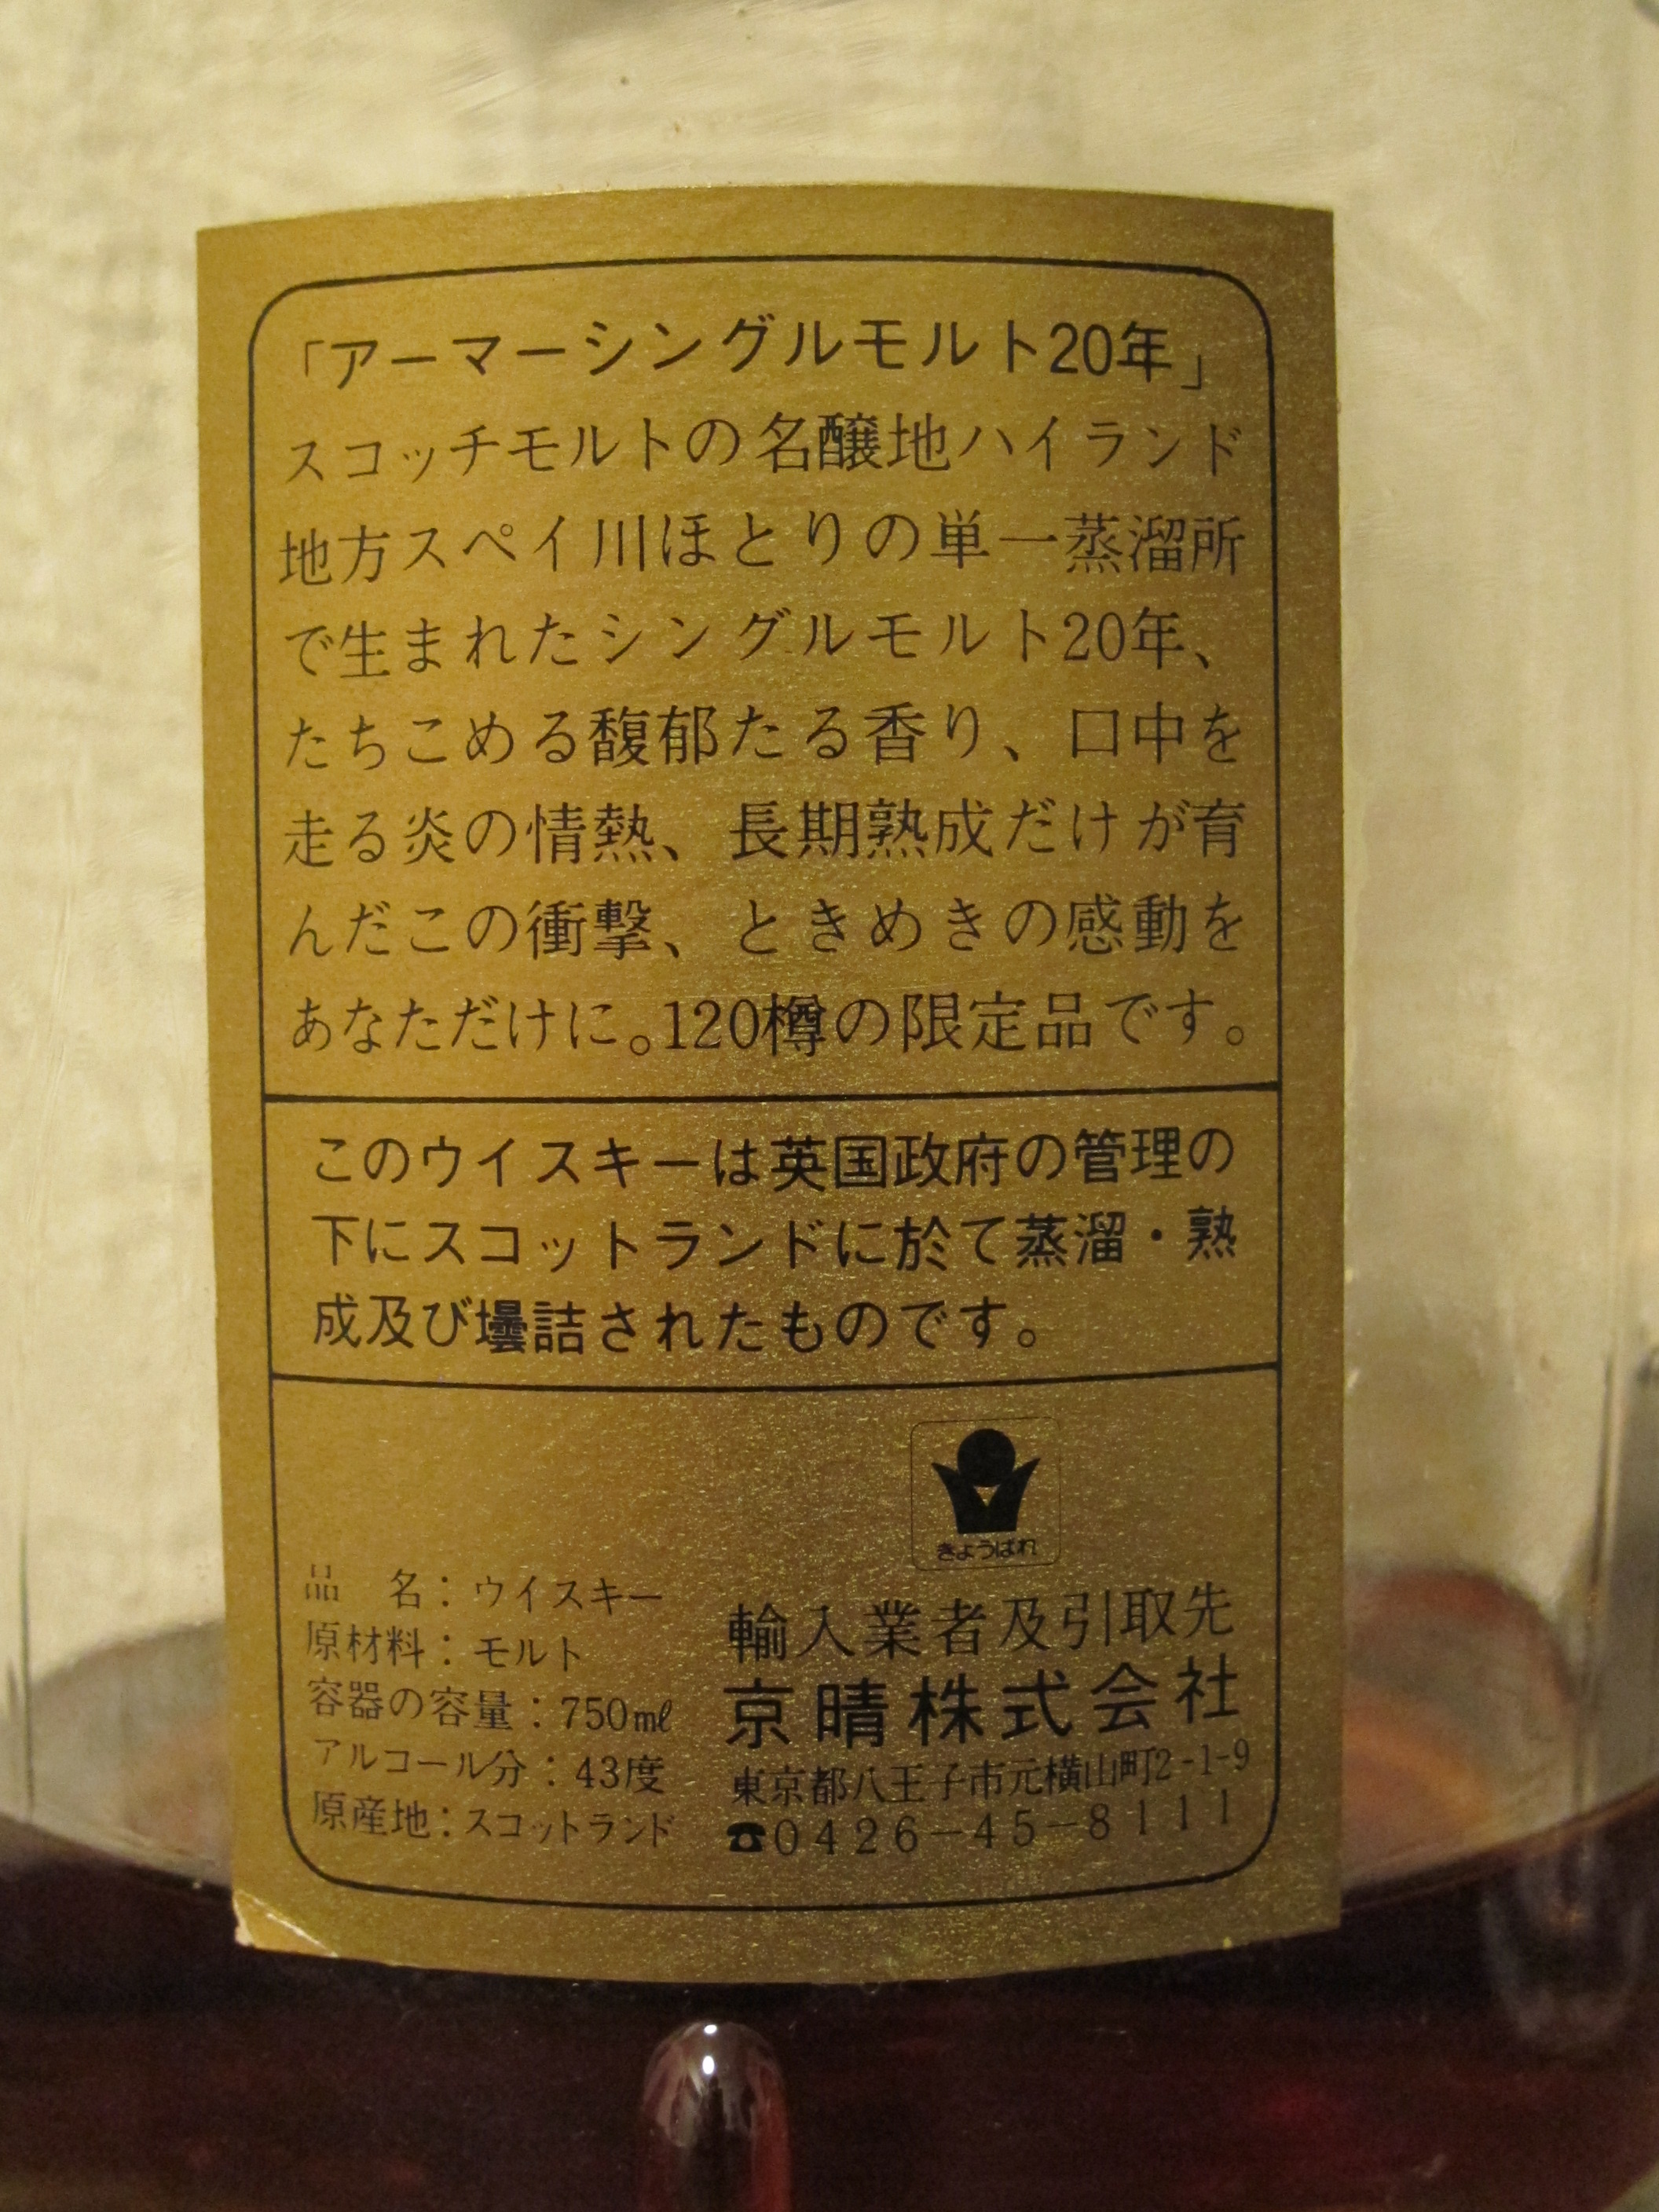 「アーマーシングルモルト20年」
スコッチモルトの名醸地ハイランド
地方スペイ川ほとりの単一蒸溜所
で生まれたシングルモルト20年、
たちこめる馥郁たる香り、口中を
走る炎の情熱、長期熟成だけが育
んだこの衝撃、ときめきの感動を
あなただけに。120樽の限定品です。
このウイスキーは英国政府の管理の
下にスコットランドに於て蒸溜・熟
成及び壜詰されたものです。
きょうばれ
品　名：ウイスキー
原材料：モルト
容器の容量：750mℓ
アルコール分：43度
原産地：スコットランド
輸入業者及引取先
京晴株式会社
東京都八王子市元横山町2-1-9
☎0426-45-8111